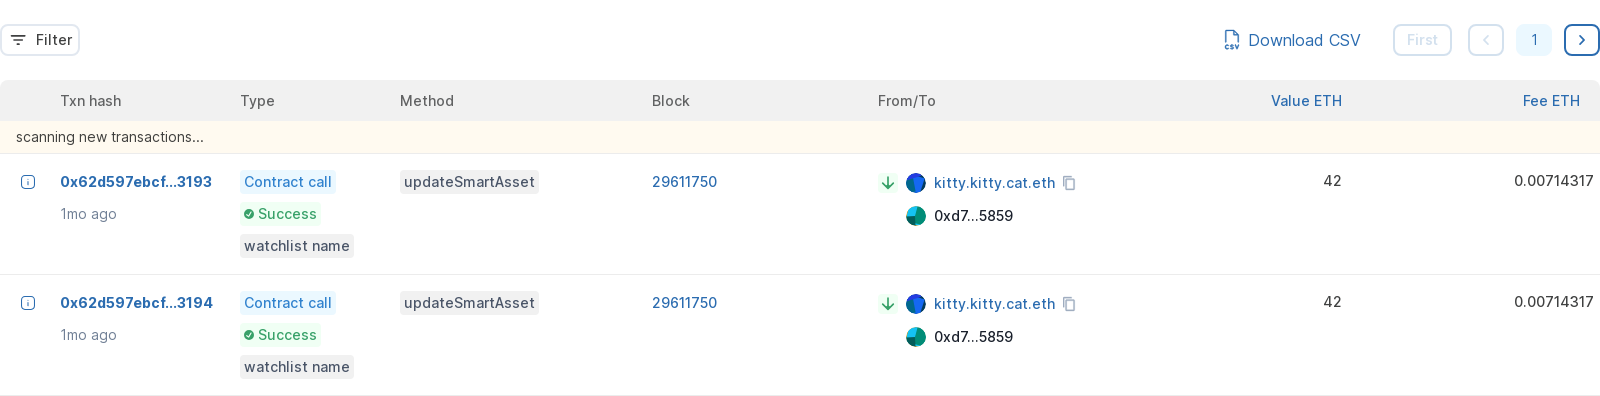 Filter Download CSV First 1
Txn hash Type Method Block From/To Value ETH Fee ETH
scanning new transactions...
0x62d597ebcf...3193 Contract call updateSmartAsset 29611750 kitty.kitty.cat.eth 42 0.00714317
1mo ago Success 0xd7...5859
watchlist name
0x62d597ebcf...3194 Contract call updateSmartAsset 29611750 kitty.kitty.cat.eth 42 0.00714317
1mo ago Success 0xd7...5859
watchlist name